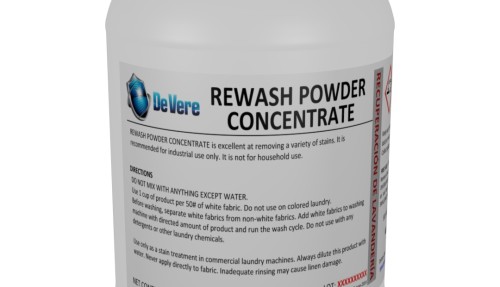 DeVere
REWASH POWDER
CONCENTRATE
REWASH POWDER CONCENTRATE is excellent at removing a variety of stains. It is
recommended for industrial use only. It is not for household use.
DIRECTIONS
DO NOT MIX WITH ANYTHING EXCEPT WATER.
Use 1 cup of product per 50# of white fabric. Do not use on colored laundry.
Before washing, separate white fabrics from non-white fabrics. Add white fabrics to washing
machine with directed amount of product and run the wash cycle. Do not use with any
detergents or other laundry chemicals.
Use only as a stain treatment in commercial laundry machines. Always dilute this product with
water. Never apply directly to fabric. Inadequate rinsing may cause linen damage.
RECUPERACION DE LAVANDERIA